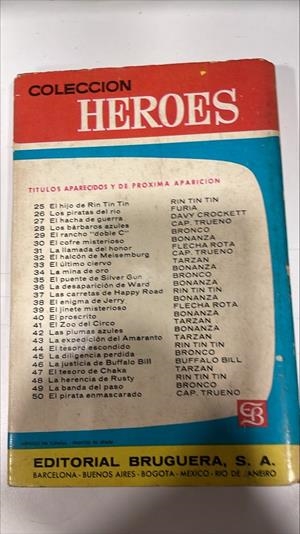 COLECCION
HEROES
TITULOS APARECIDOS Y DE PROXIMA APARICION
25 El hijo de Rin Tin Tin RIN TIN TIN
26 Los piratas del río FURIA
27 El hacha de guerra DAVY CROCKETT
28 Los bárbaros azules CAP. TRUENO
29 El rancho "doble C" BRONCO
30 El cofre misterioso BONANZA
31 La llamada del honor FLECHA ROTA
32 El halcón de Meisemburg CAP. TRUENO
33 El último ciervo TARZAN
34 La mina de oro BONANZA
35 El puente de Silver Gun BRONCO
36 La desaparición de Ward BONANZA
37 Las carretas de Happy Road RIN TIN TIN
38 El enigma de Jerry BONANZA
39 El jinete misterioso FLECHA ROTA
40 El proscrito BONANZA
41 El Zoo del Circo TARZAN
42 Las plumas azules BONANZA
43 La expedición del Amaranto TARZAN
44 El tesoro escondido RIN TIN TIN
45 La diligencia perdida BRONCO
46 La justicia de Buffalo Bill BUFFALO BILL
47 El tesoro de Chaka TARZAN
48 La herencia de Rusty RIN TIN TIN
49 La banda del paso BRONCO
50 El pirata enmascarado CAP. TRUENO
IMPRESO EN ESPAÑA - PRINTED IN SPAIN
EDITORIAL BRUGUERA, S. A.
BARCELONA - BUENOS AIRES - BOGOTA - MEXICO - RIO DE JANEIRO